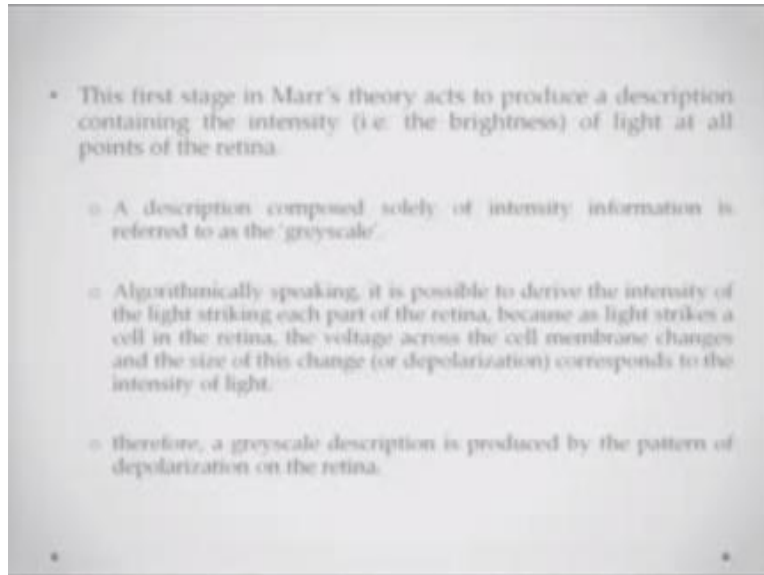 • This first stage in Marr's theory acts to produce a description
containing the intensity (i.e. the brightness) of light at all
points of the retina.
o A description composed solely of intensity information is
referred to as the 'greyscale'.
o Algorithmically speaking, it is possible to derive the intensity of
the light striking each part of the retina, because as light strikes a
cell in the retina, the voltage across the cell membrane changes
and the size of this change (or depolarization) corresponds to the
intensity of light.
o therefore, a greyscale description is produced by the pattern of
depolarization on the retina.